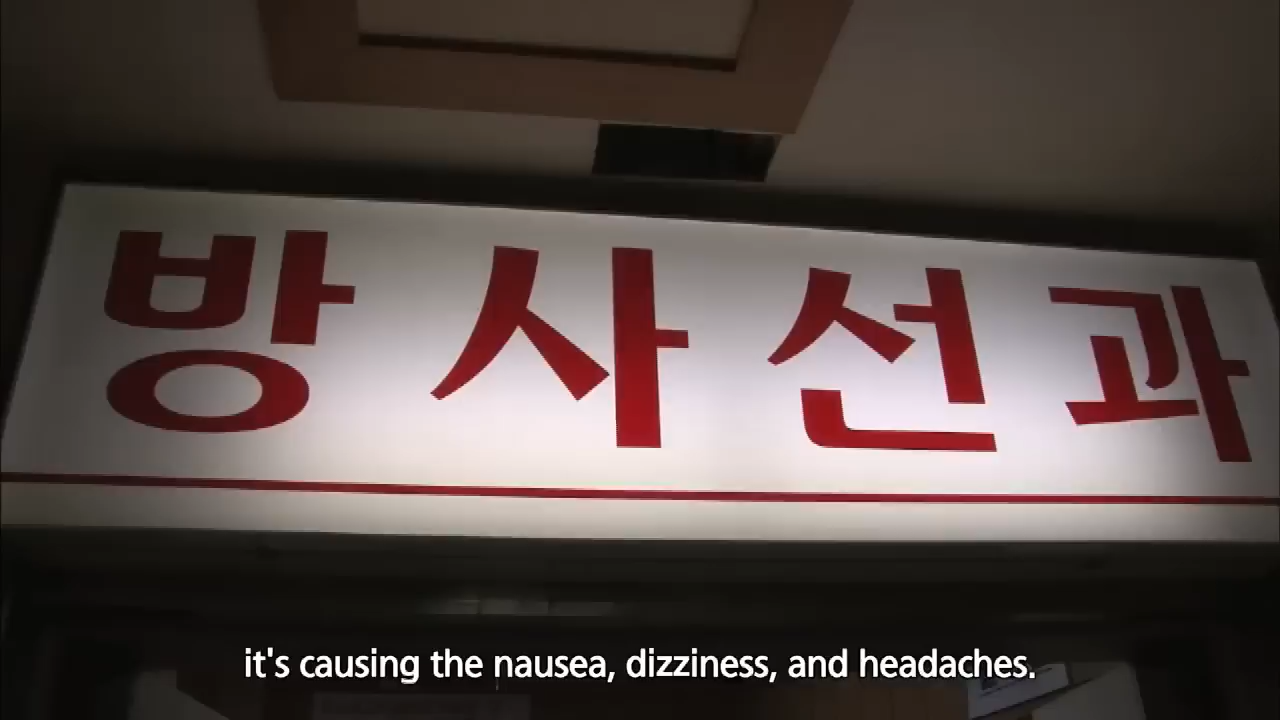 방사선과
it's causing the nausea, dizziness, and headaches.